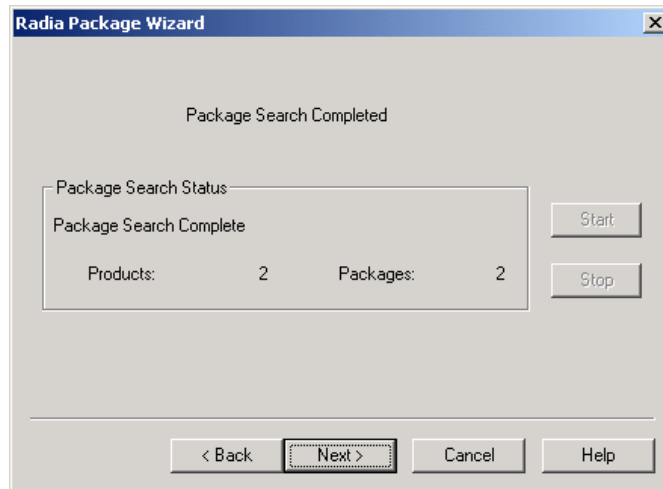 Radia Package Wizard
Package Search Completed
Package Search Status
Package Search Complete
Products: 2 Packages: 2
Start
Stop
< Back Next > Cancel Help